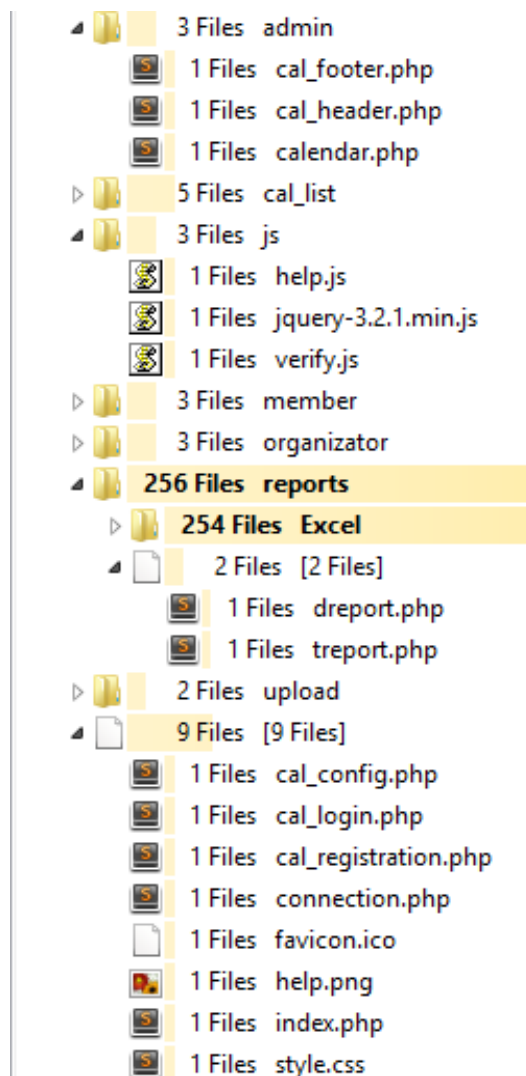 3 Files admin
1 Files cal_footer.php
1 Files cal_header.php
1 Files calendar.php
5 Files cal_list
3 Files js
1 Files help.js
1 Files jquery-3.2.1.min.js
1 Files verify.js
3 Files member
3 Files organizator
256 Files reports
254 Files Excel
2 Files [2 Files]
1 Files dreport.php
1 Files treport.php
2 Files upload
9 Files [9 Files]
1 Files cal_config.php
1 Files cal_login.php
1 Files cal_registration.php
1 Files connection.php
1 Files favicon.ico
1 Files help.png
1 Files index.php
1 Files style.css